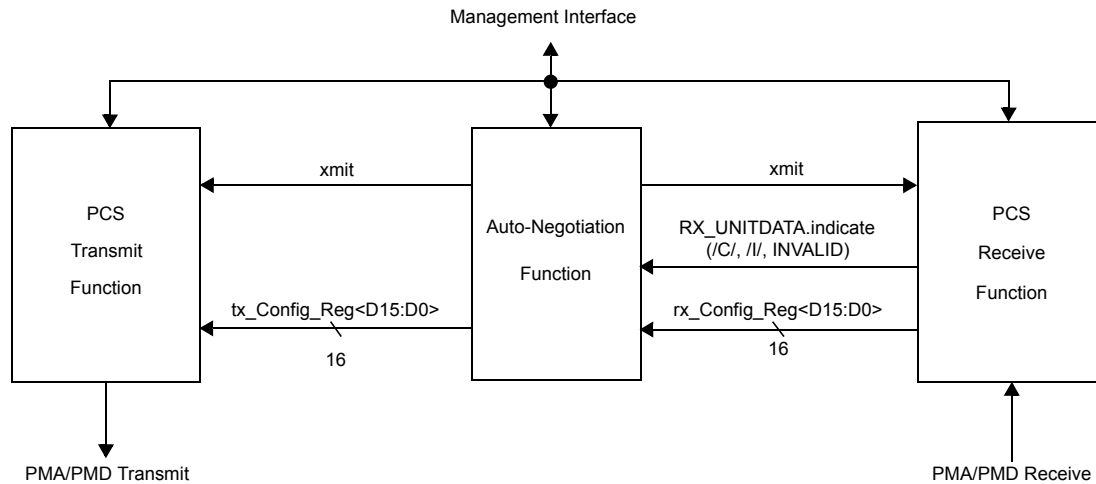 Management Interface
xmit
xmit
PCS
Transmit
Function
Auto-Negotiation
Function
RX_UNITDATA.indicate
(/C/, /I/, INVALID)
PCS
Receive
Function
tx_Config_Reg<D15:D0>
16
rx_Config_Reg<D15:D0>
16
PMA/PMD Transmit
PMA/PMD Receive